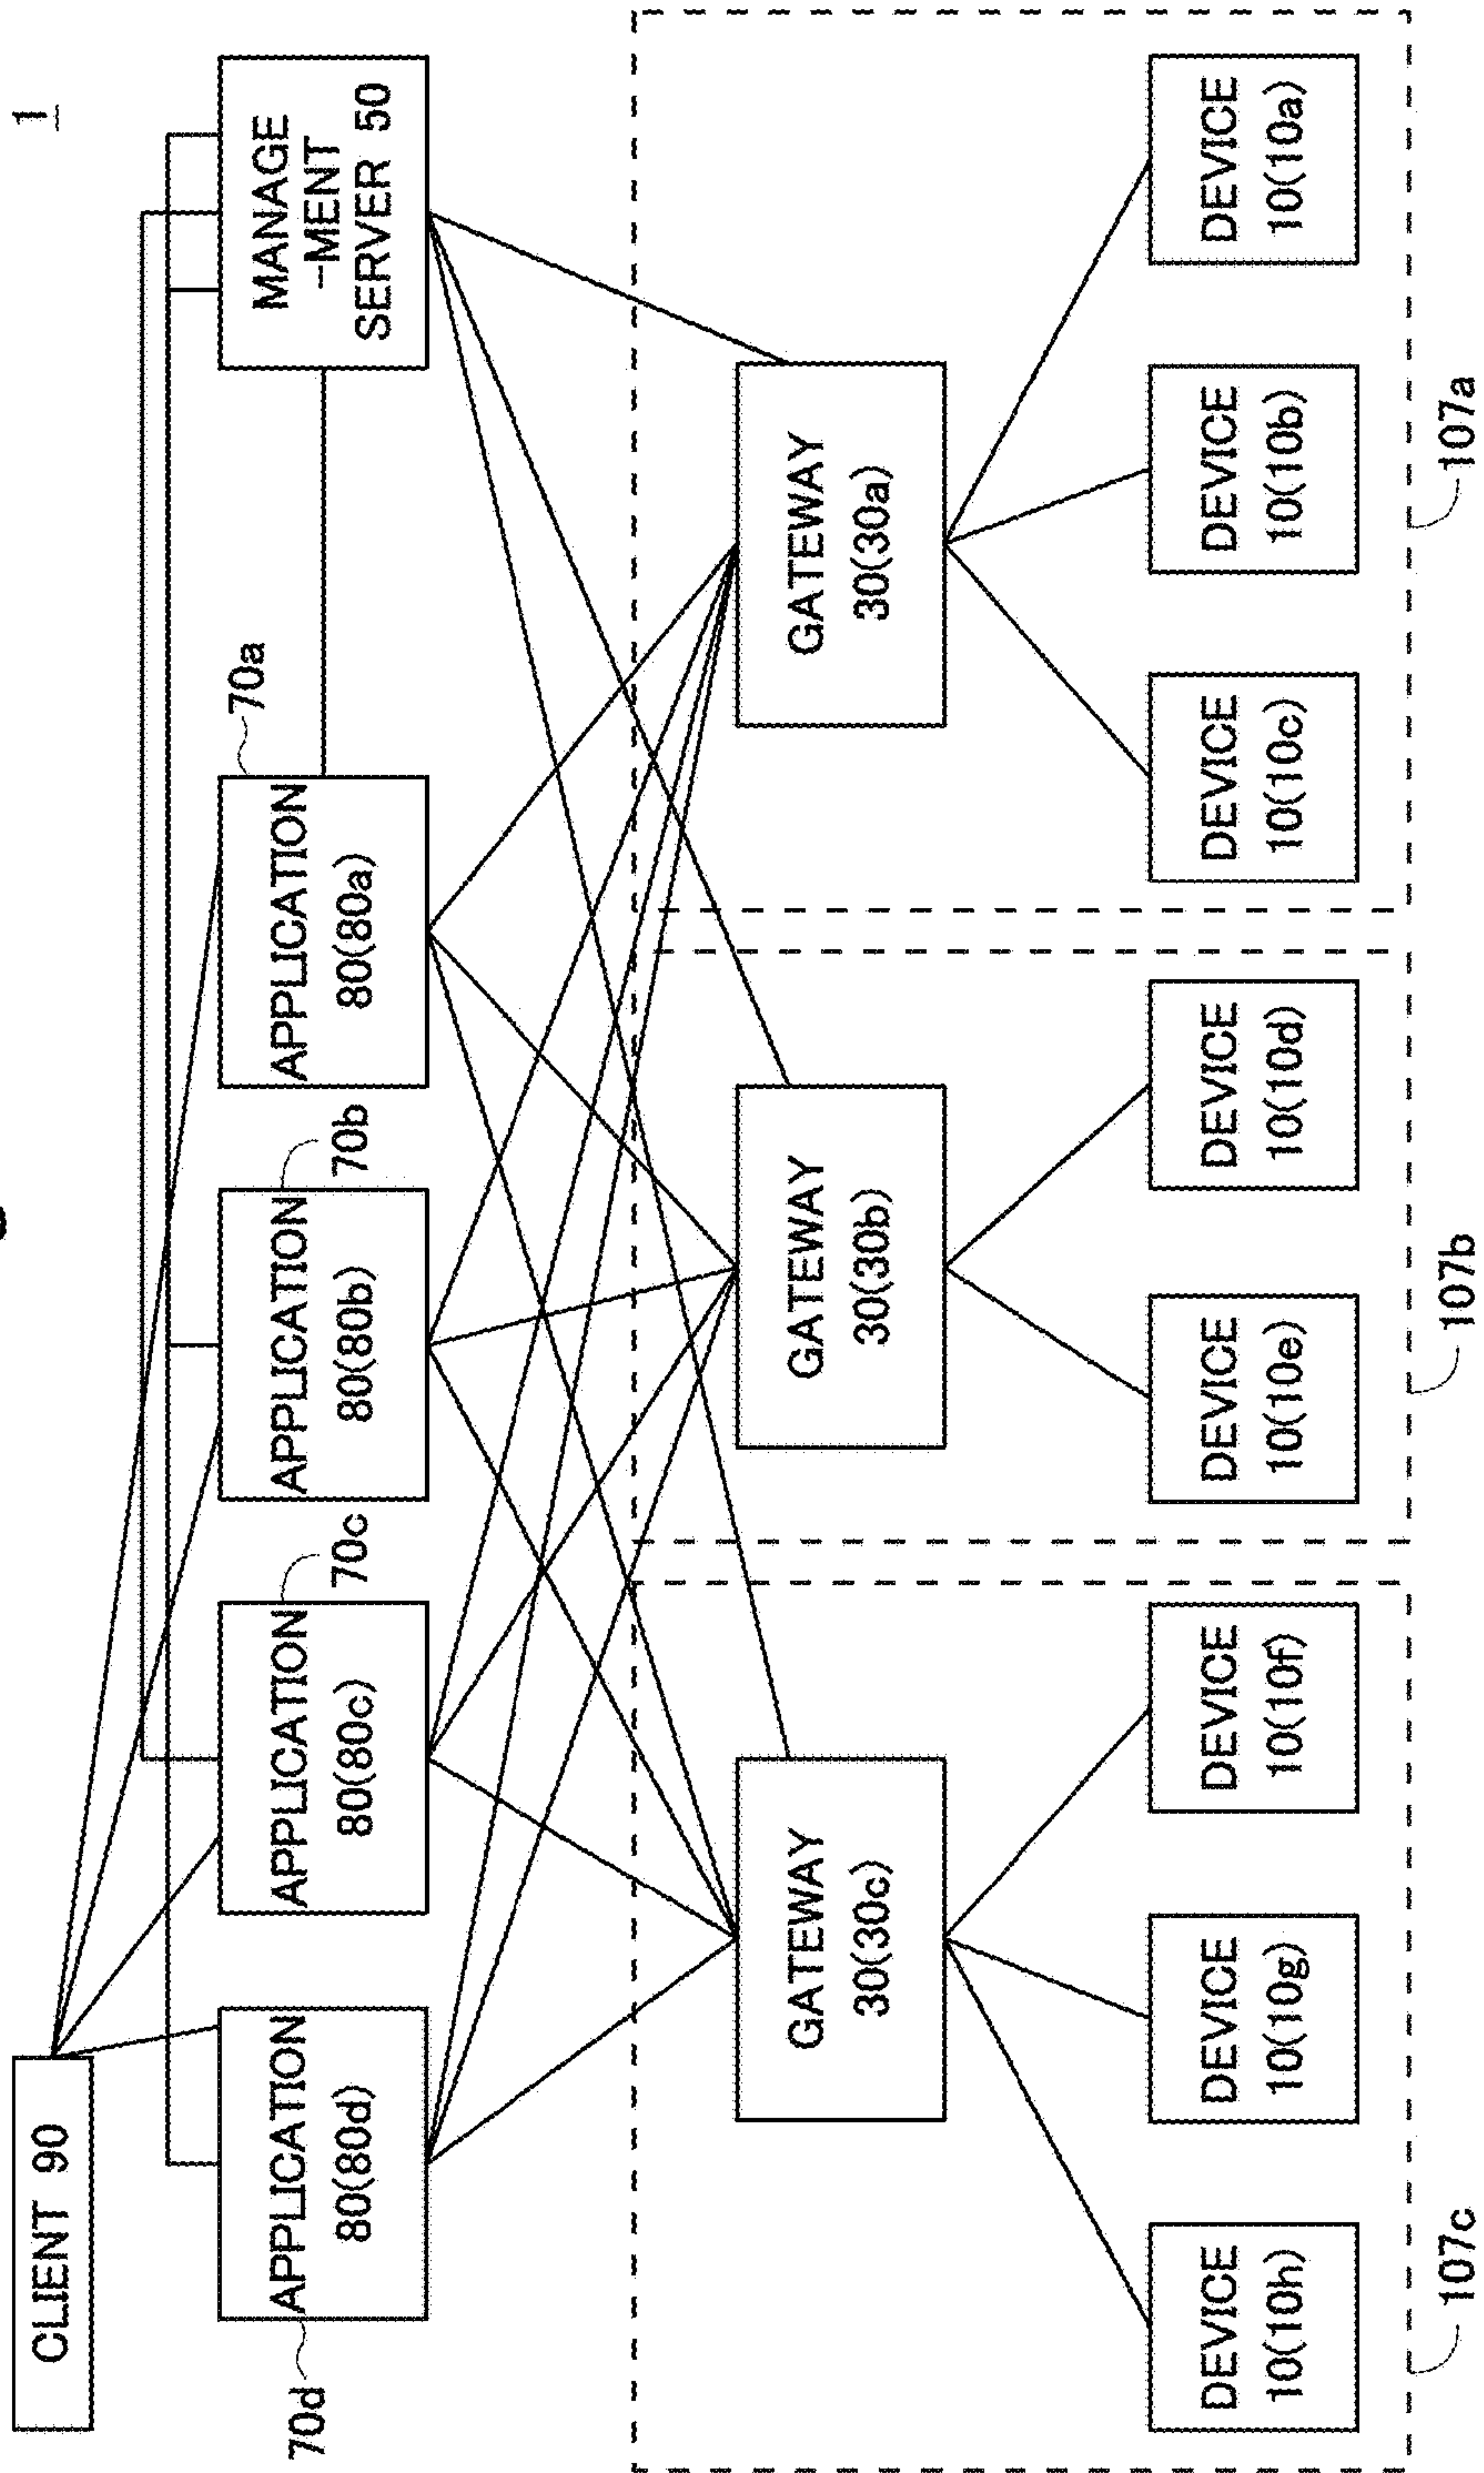 1
CLIENT 90
70d
APPLICATION
80(80d)
70c
APPLICATION
80(80c)
70b
APPLICATION
80(80b)
70a
APPLICATION
80(80a)
MANAGE
-MENT
SERVER 50
GATEWAY
30(30c)
GATEWAY
30(30b)
GATEWAY
30(30a)
DEVICE
10(10h)
DEVICE
10(10g)
DEVICE
10(10f)
DEVICE
10(10e)
DEVICE
10(10d)
DEVICE
10(10c)
DEVICE
10(10b)
DEVICE
10(10a)
107c
107b
107a